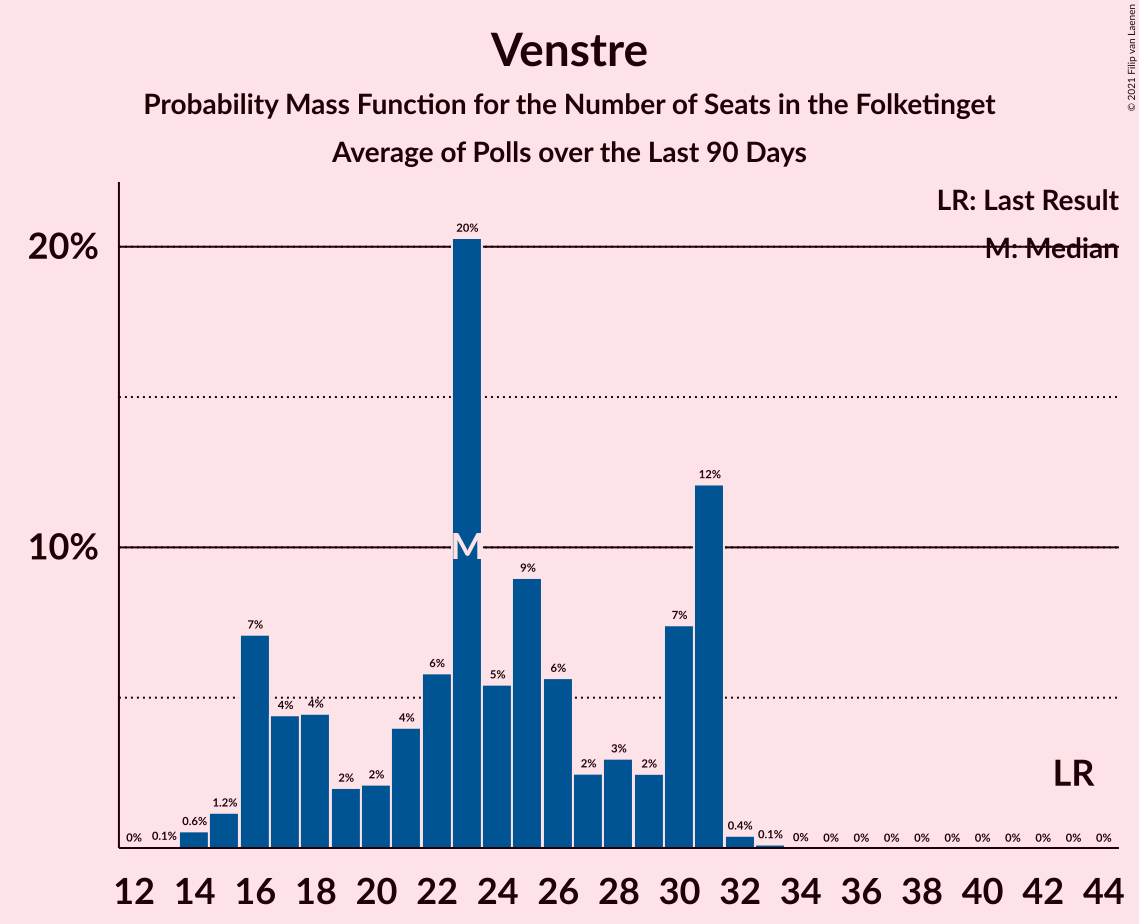 © 2021 Filip van Laenen
Venstre
Probability Mass Function for the Number of Seats in the Folketinget
Average of Polls over the Last 90 Days
LR: Last Result
M: Median
20%
10%
0% 0.1% 0.6% 1.2% 7% 4% 4% 2% 2% 4% 6% 20% 5% 9% 6% 2% 3% 2% 7% 12% 0.4% 0.1% 0% 0% 0% 0% 0% 0% 0% 0% 0% 0% 0%
M
LR
12 14 16 18 20 22 24 26 28 30 32 34 36 38 40 42 44